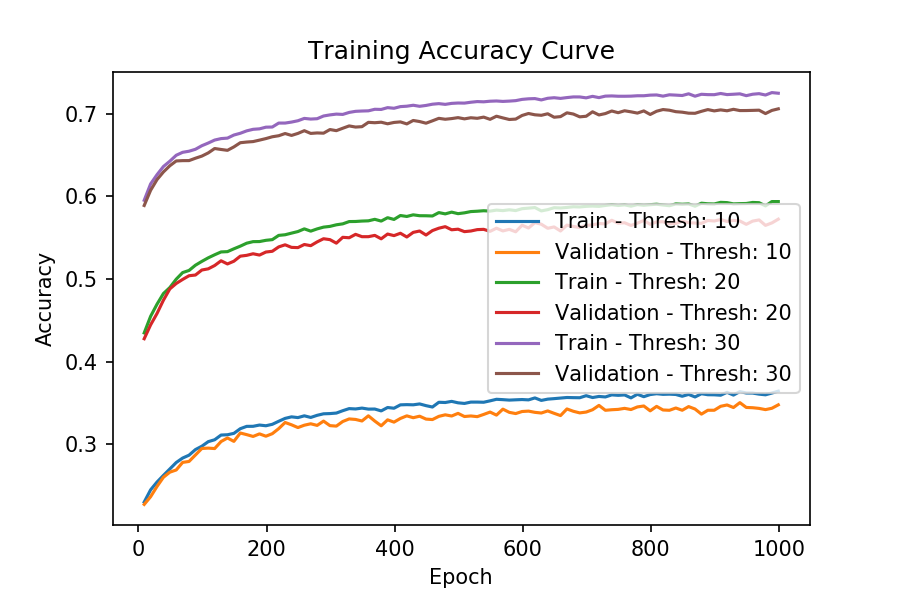 Training Accuracy Curve
Accuracy
0.7
0.6
0.5
0.4
0.3
Train - Thresh: 10
Validation - Thresh: 10
Train - Thresh: 20
Validation - Thresh: 20
Train - Thresh: 30
Validation - Thresh: 30
0 200 400 600 800 1000
Epoch